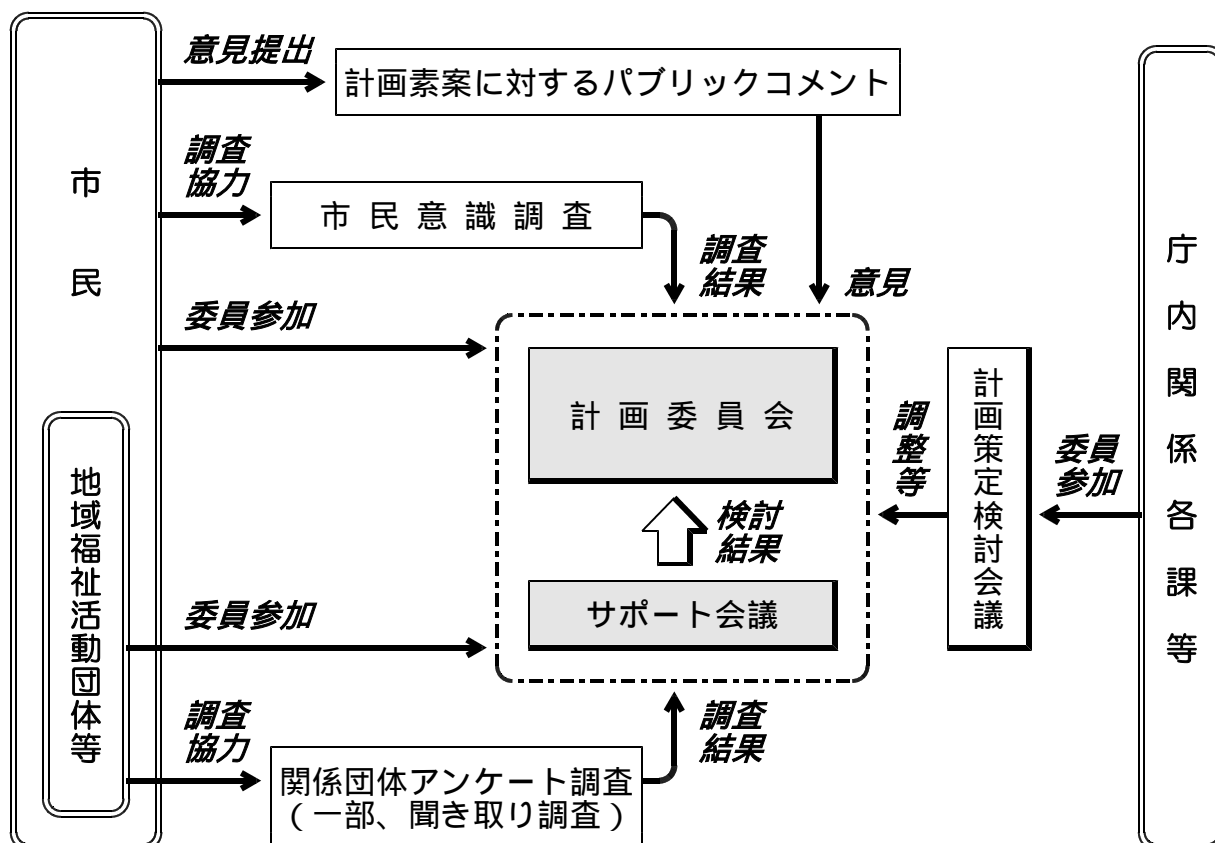 意見提出
計画素案に対するパブリックコメント
市民
調査
協力
市民意識調査
調査
結果
意見
委員参加
計画委員会
検討
結果
サポート会議
調整等
計画策定検討会議
委員
参加
庁内関係各課等
地域福祉活動団体等
委員参加
調査
協力
関係団体アンケート調査
（一部、聞き取り調査）
調査
結果